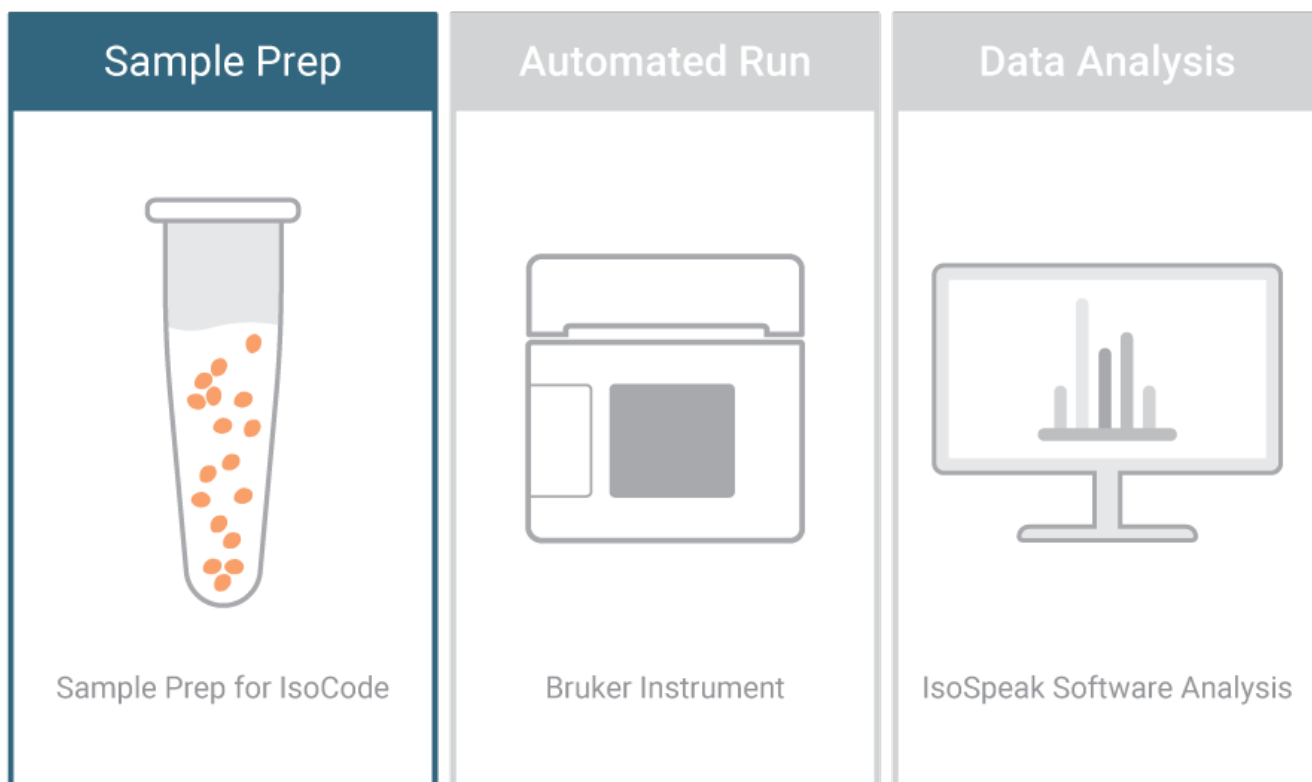 Sample Prep
Automated Run
Data Analysis
Sample Prep for IsoCode
Bruker Instrument
IsoSpeak Software Analysis